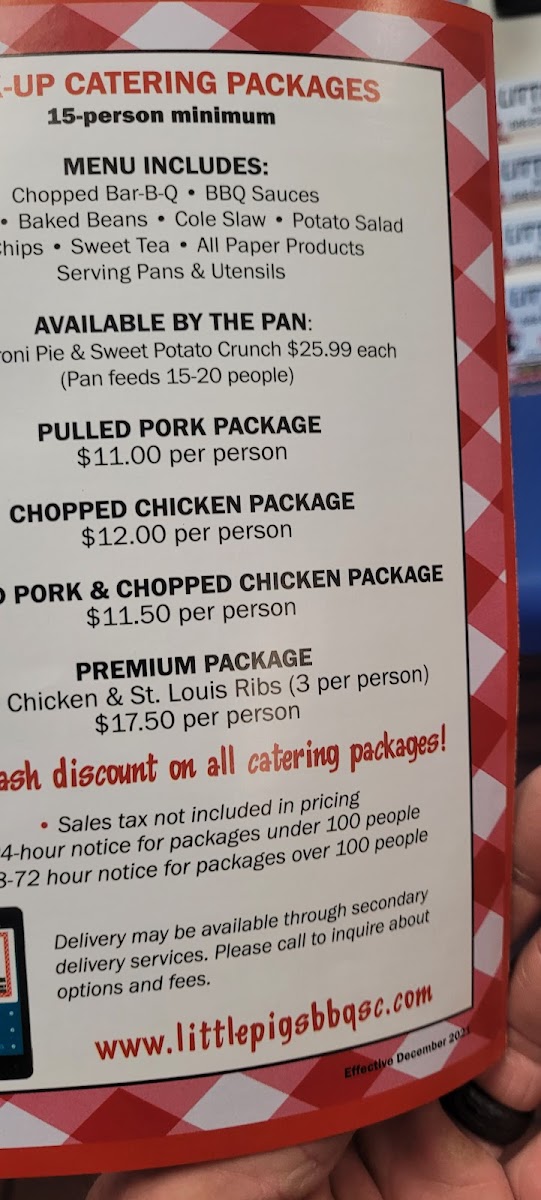 -UP CATERING PACKAGES
15-person minimum
MENU INCLUDES:
Chopped Bar-B-Q • BBQ Sauces
• Baked Beans • Cole Slaw • Potato Salad
hips • Sweet Tea • All Paper Products
Serving Pans & Utensils
AVAILABLE BY THE PAN:
roni Pie & Sweet Potato Crunch $25.99 each
(Pan feeds 15-20 people)
PULLED PORK PACKAGE
$11.00 per person
CHOPPED CHICKEN PACKAGE
$12.00 per person
PORK & CHOPPED CHICKEN PACKAGE
$11.50 per person
PREMIUM PACKAGE
Chicken & St. Louis Ribs (3 per person)
$17.50 per person
ash discount on all catering packages!
• Sales tax not included in pricing
4-hour notice for packages under 100 people
8-72 hour notice for packages over 100 people
Delivery may be available through secondary
delivery services. Please call to inquire about
options and fees.
www.littlepigsbbqsc.com
Effective December 2021